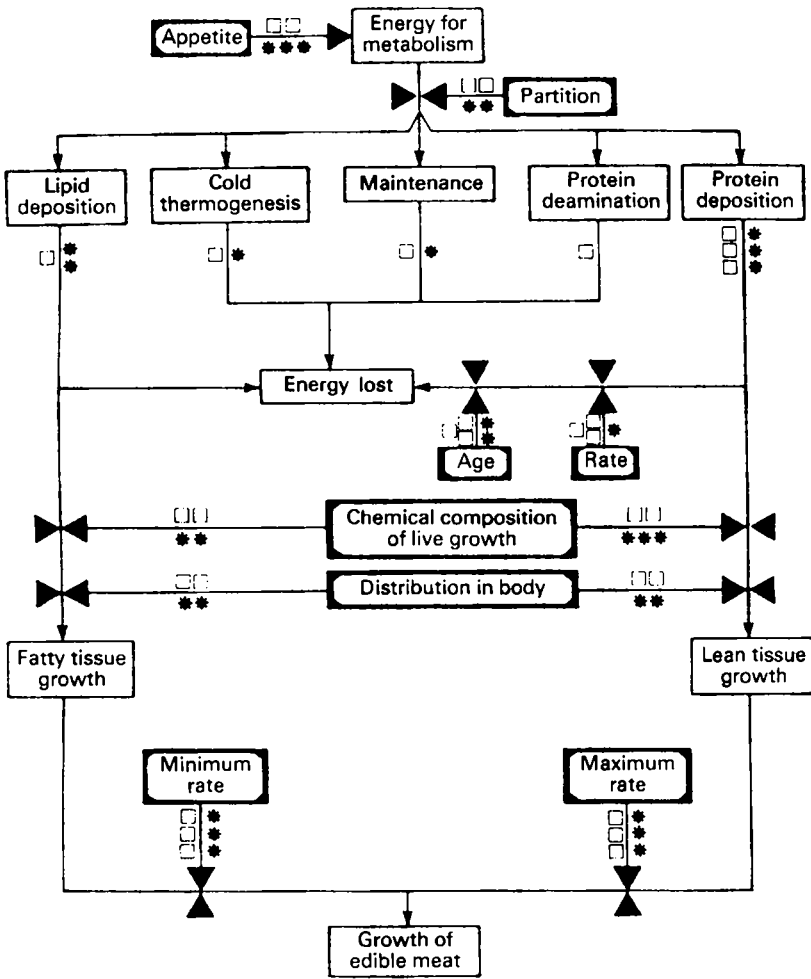 Appetite
Energy for
metabolism
Partition
Lipid
deposition
Cold
thermogenesis
Maintenance
Protein
deamination
Protein
deposition
Energy lost
Age
Rate
Chemical composition
of live growth
Distribution in body
Fatty tissue
growth
Lean tissue
growth
Minimum
rate
Maximum
rate
Growth of
edible meat